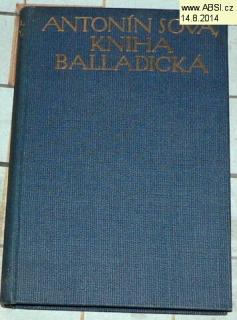 www.ABSI.cz
14.8.2014
ANTONÍN SOVA,
KNIHA
BALLADICKÁ